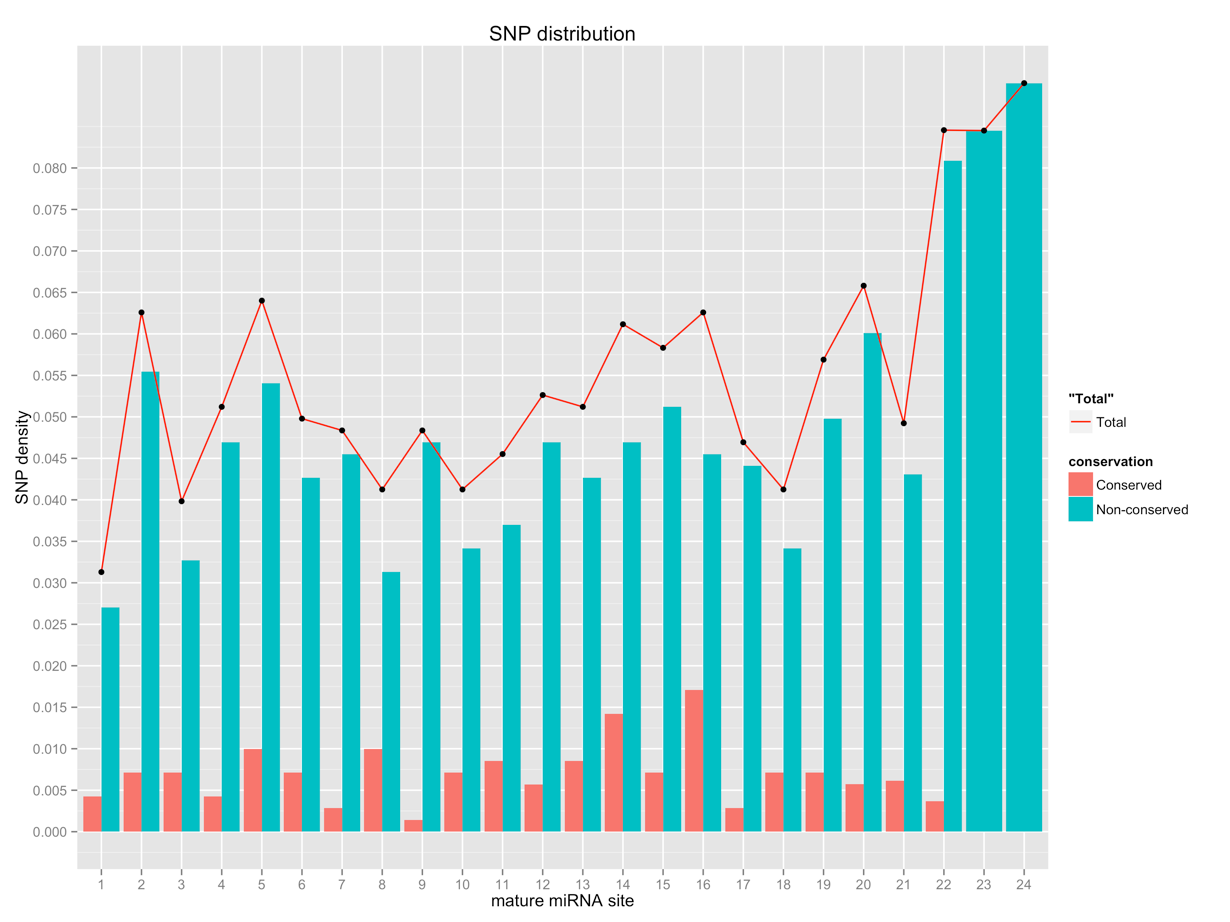 SNP distribution
SNP density
0.080
0.075
0.070
0.065
0.060
0.055
0.050
0.045
0.040
0.035
0.030
0.025
0.020
0.015
0.010
0.005
0.000
1 2 3 4 5 6 7 8 9 10 11 12 13 14 15 16 17 18 19 20 21 22 23 24
mature miRNA site
"Total"
Total
conservation
Conserved
Non-conserved